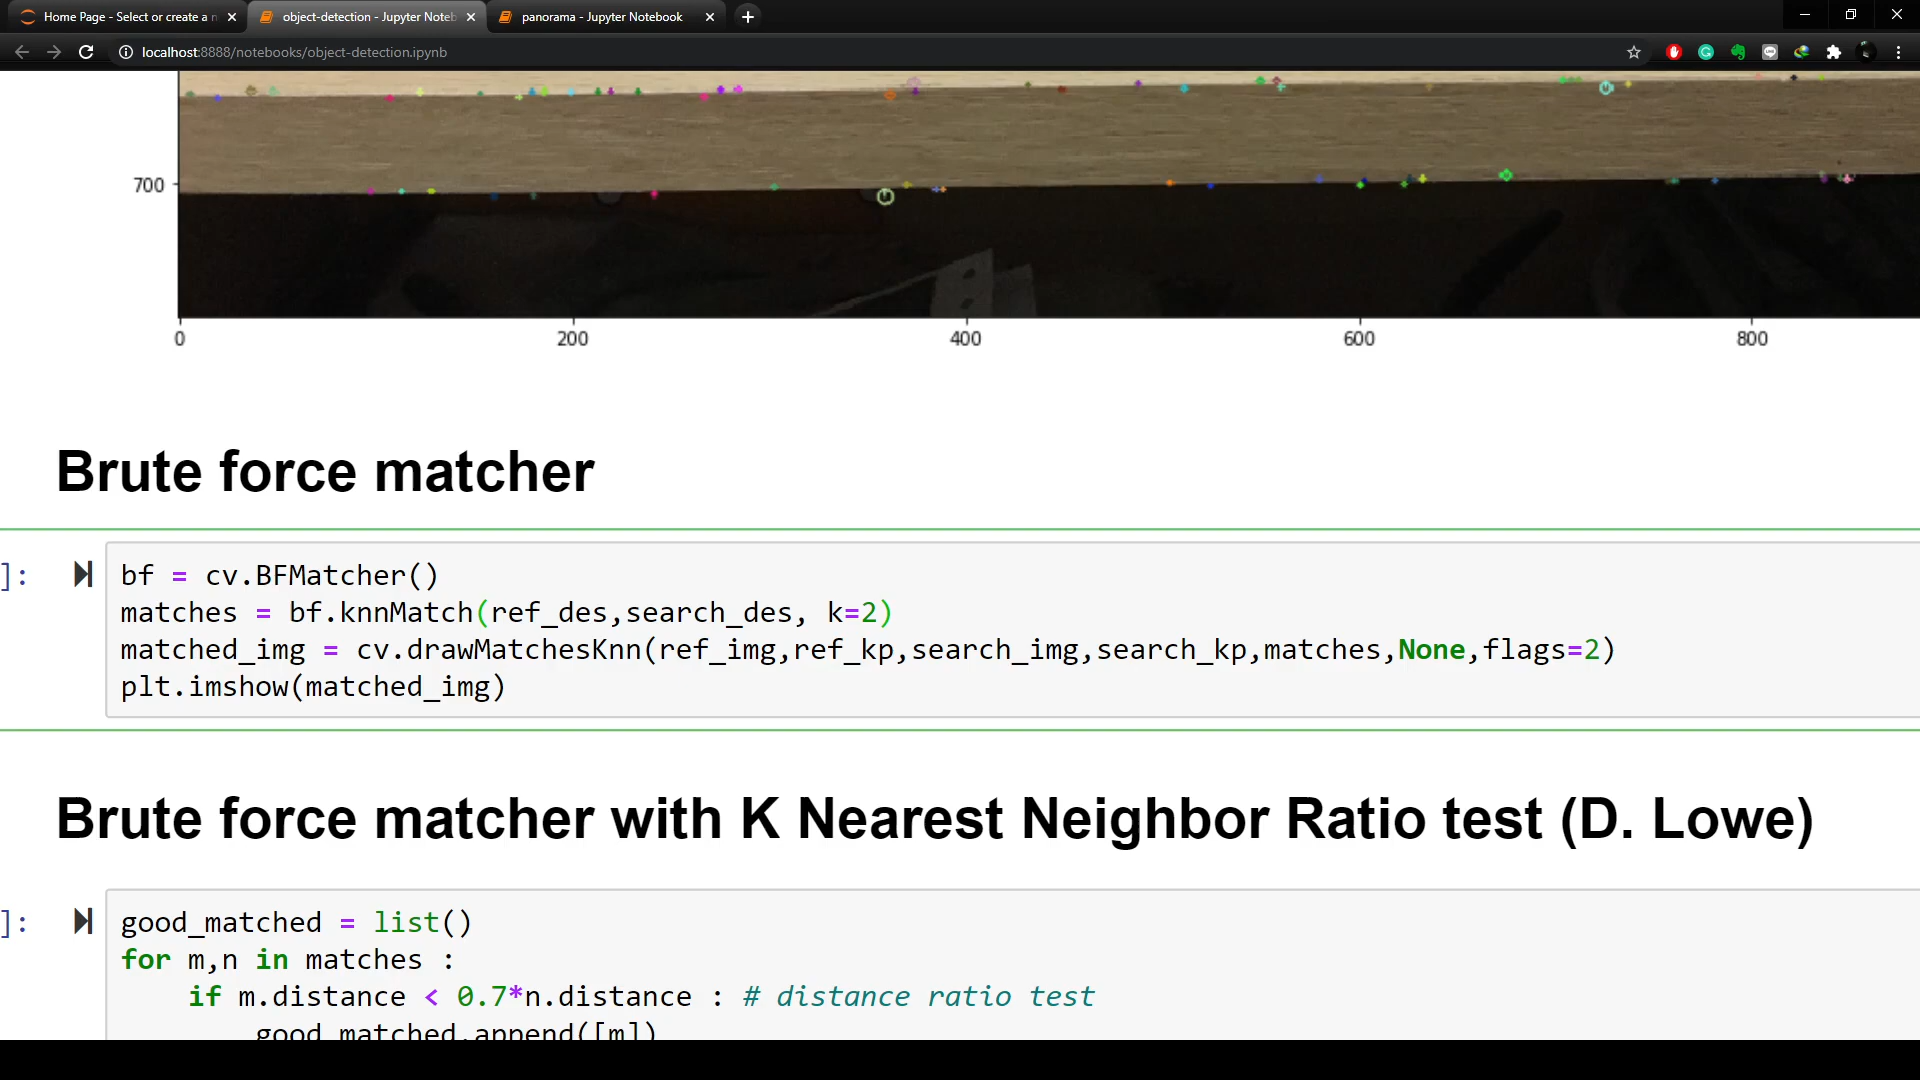 Home Page - Select or create a n
object-detection - Jupyter Noteb
panorama - Jupyter Notebook
localhost:8888/notebooks/object-detection.ipynb
700
0 200 400 600 800
Brute force matcher
]:
bf = cv.BFMatcher()
matches = bf.knnMatch(ref_des,search_des, k=2)
matched_img = cv.drawMatchesKnn(ref_img,ref_kp,search_img,search_kp,matches,None,flags=2)
plt.imshow(matched_img)
Brute force matcher with K Nearest Neighbor Ratio test (D. Lowe)
]:
good_matched = list()
for m,n in matches :
if m.distance < 0.7*n.distance : # distance ratio test
good_matched.append([m])